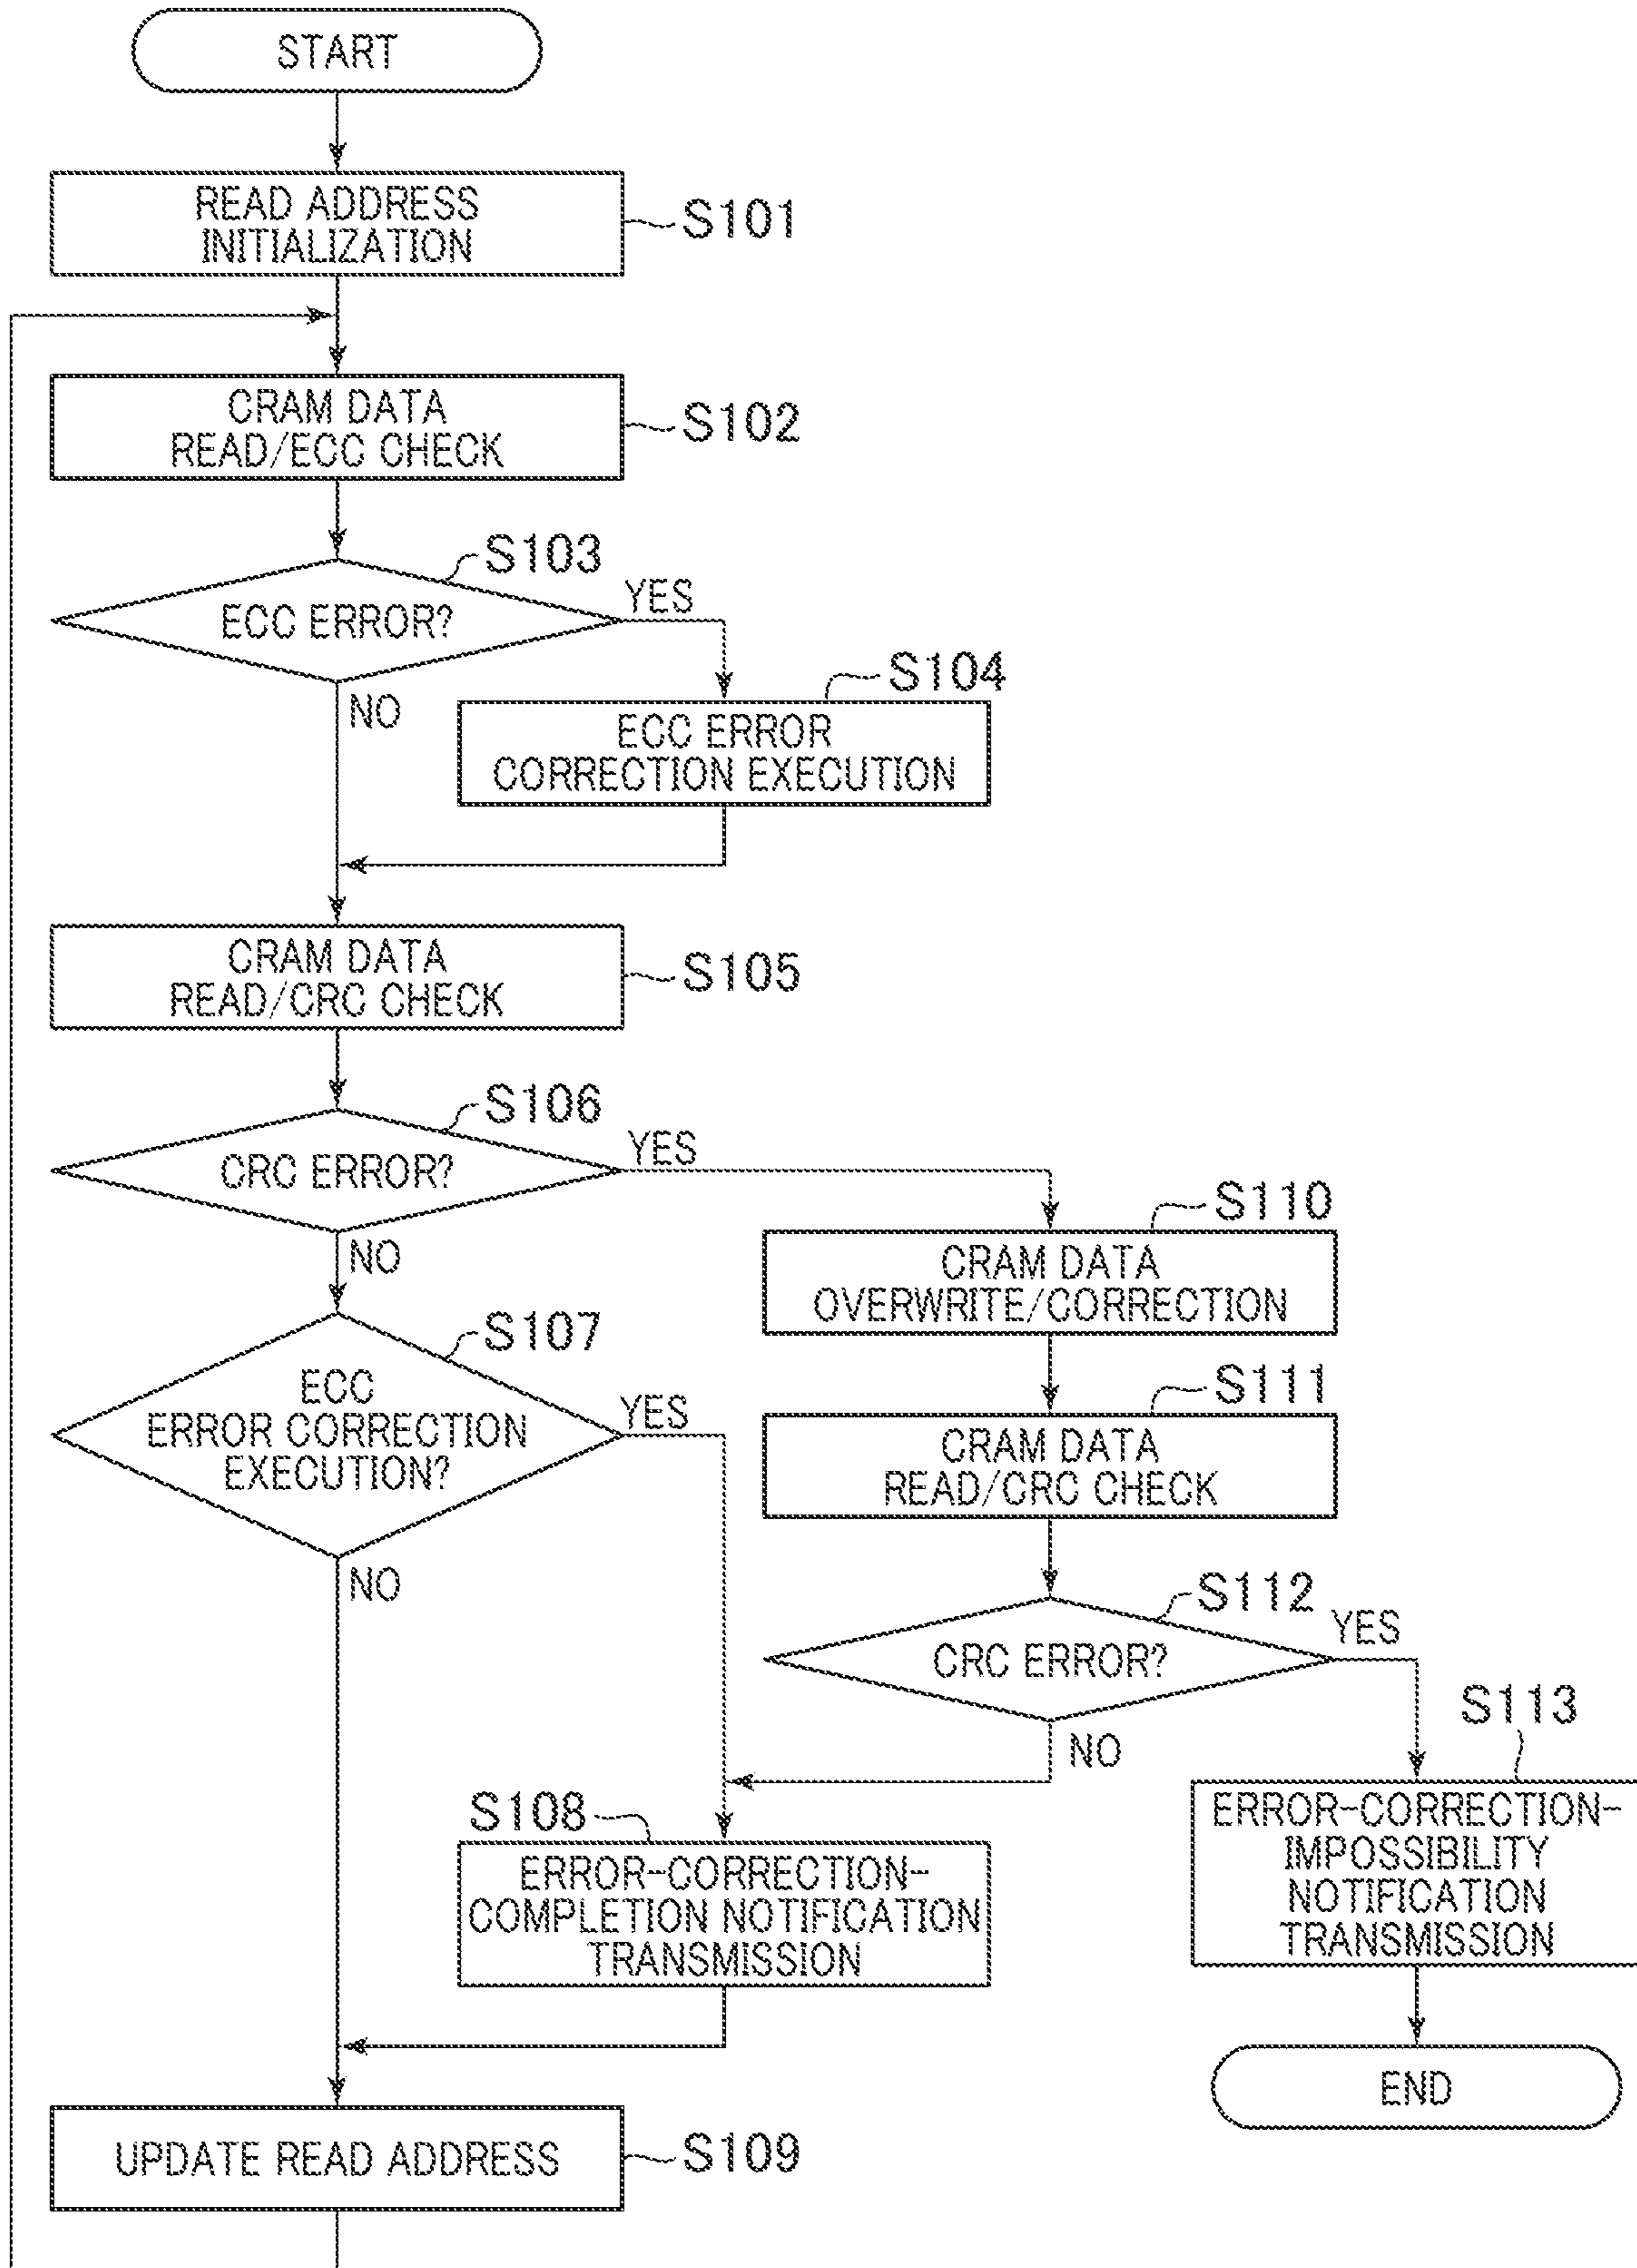 START
READ ADDRESS
INITIALIZATION
S101
CRAM DATA
READ/ECC CHECK
S102
S103
ECC ERROR?
YES
NO
S104
ECC ERROR
CORRECTION EXECUTION
CRAM DATA
READ/CRC CHECK
S105
S106
CRC ERROR?
YES
NO
S110
CRAM DATA
OVERWRITE/CORRECTION
S107
ECC
ERROR CORRECTION
EXECUTION?
YES
NO
S111
CRAM DATA
READ/CRC CHECK
S112
CRC ERROR?
YES
NO
S113
ERROR-CORRECTION-
IMPOSSIBILITY
NOTIFICATION
TRANSMISSION
S108
ERROR-CORRECTION-
COMPLETION NOTIFICATION
TRANSMISSION
END
UPDATE READ ADDRESS
S109